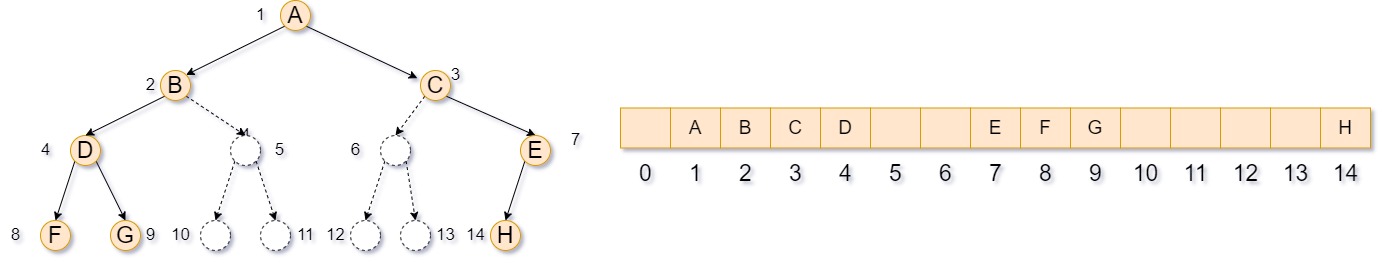 1 A
2 B C 3
4 D 5 6 E 7
8 F G 9 10 11 12 13 14 H
A B C D E F G H
0 1 2 3 4 5 6 7 8 9 10 11 12 13 14